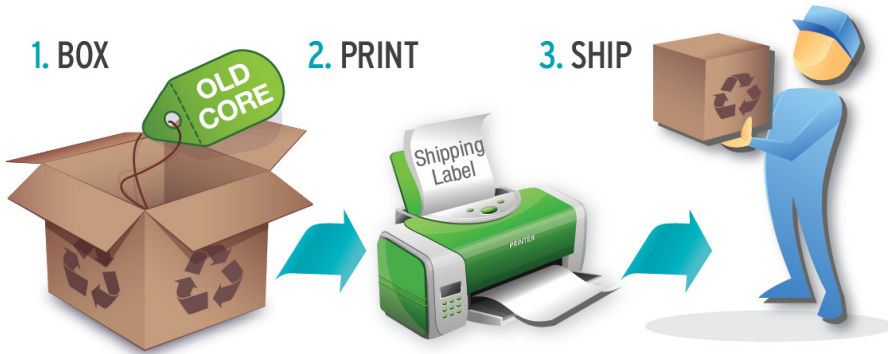 1. BOX
OLD
CORE
2. PRINT
Shipping
Label
PRINTER
3. SHIP